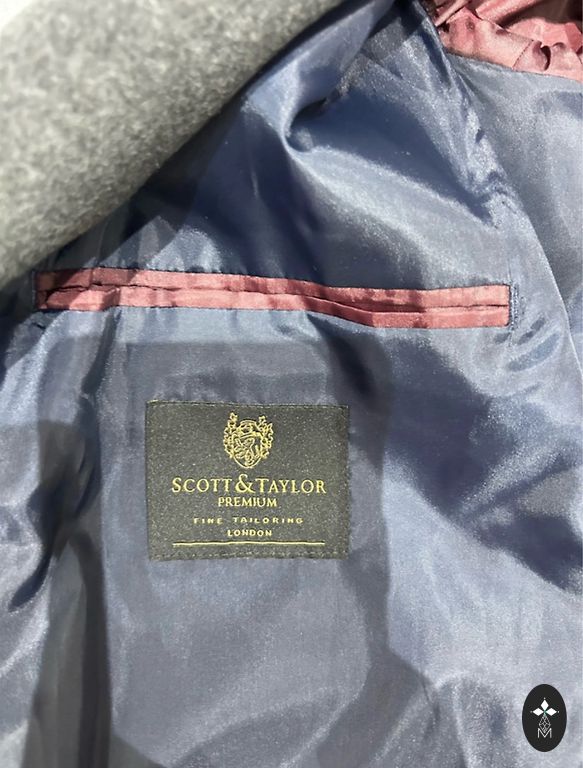 SCOTT & TAYLOR
PREMIUM
FINE TAILORING
LONDON
M